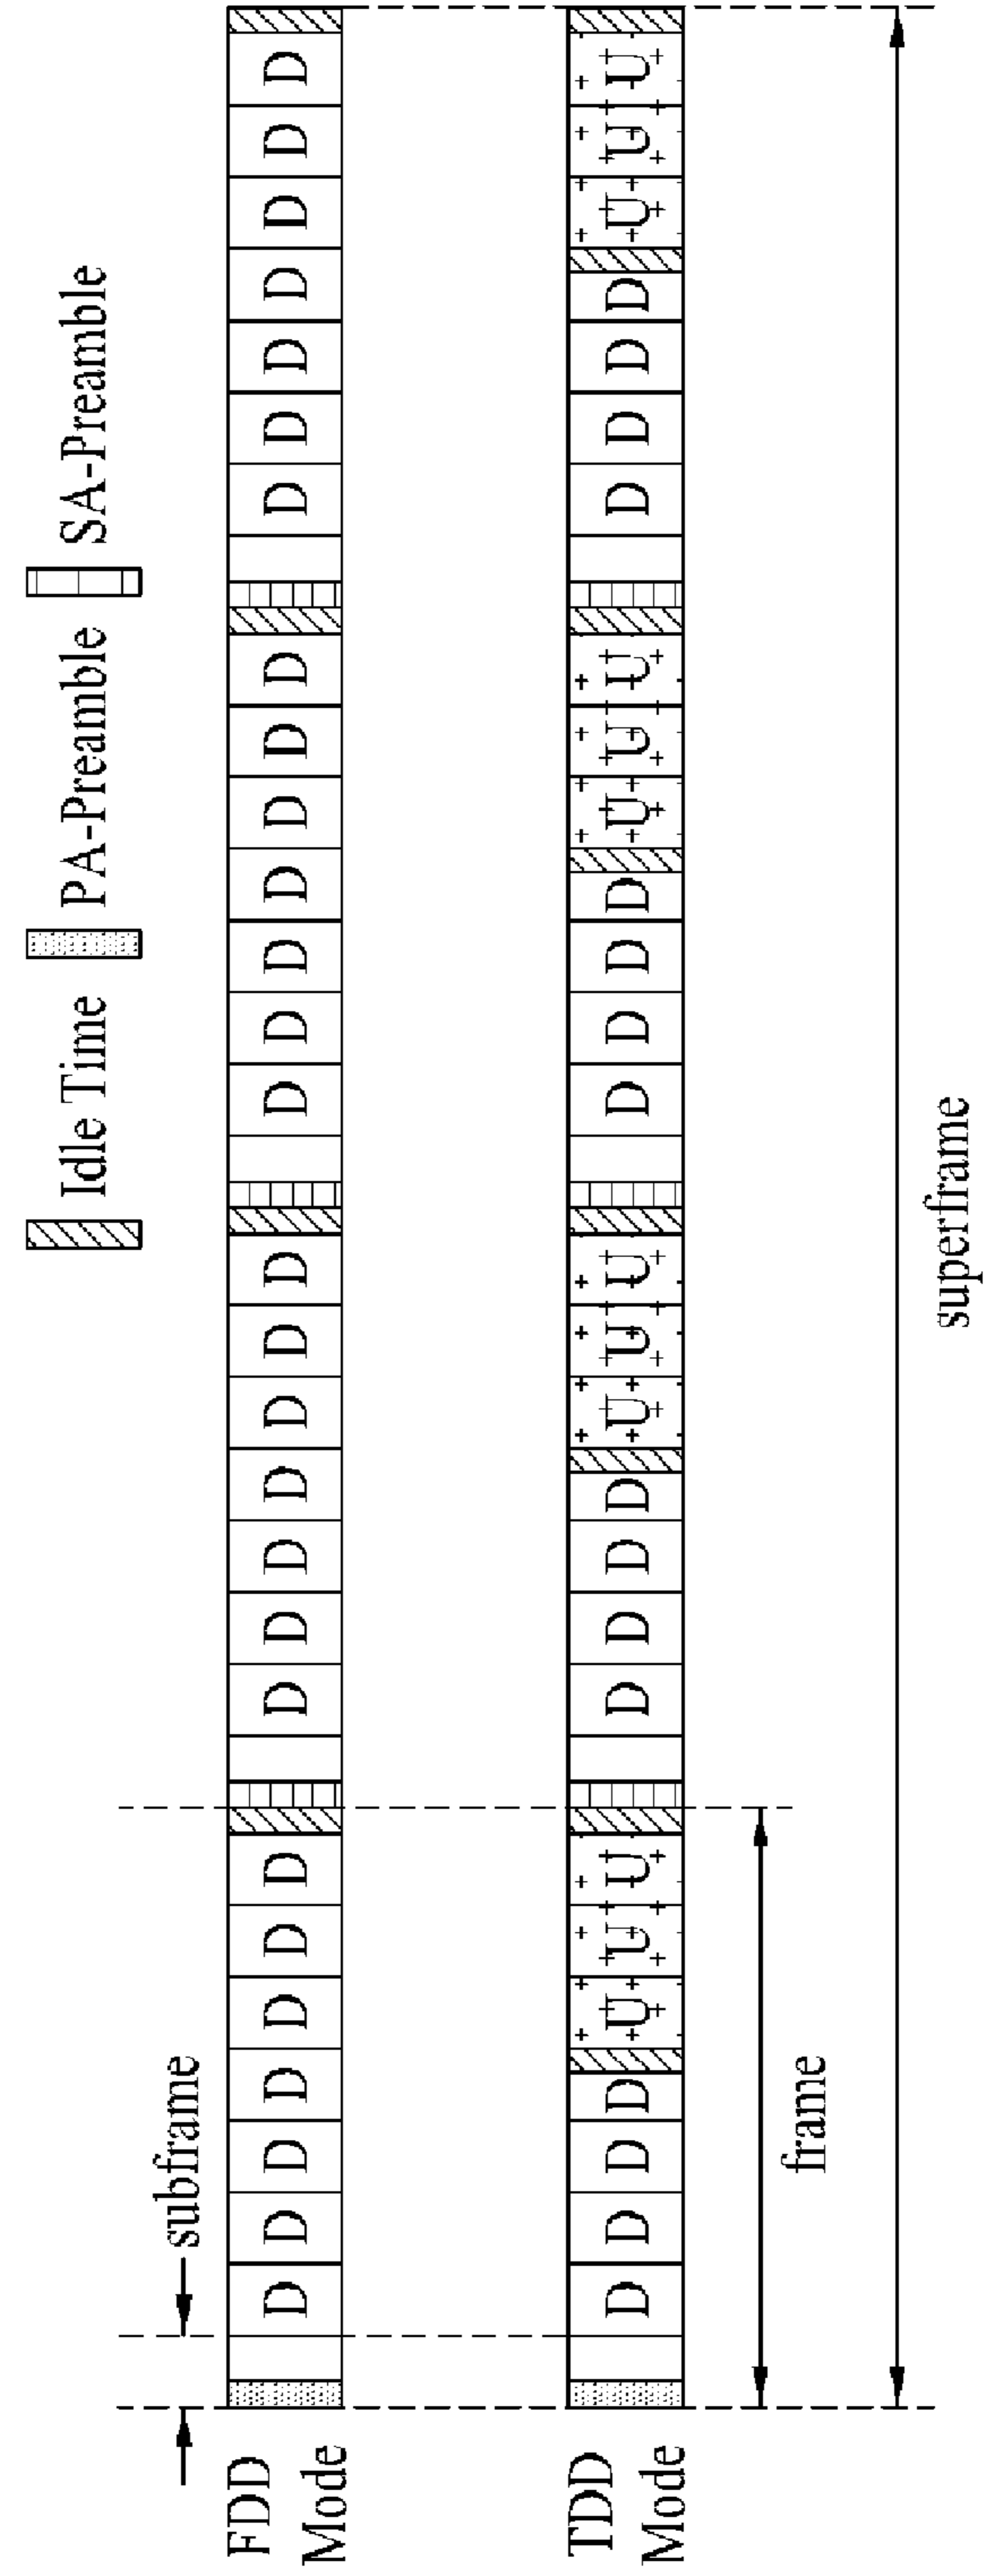 Idle Time PA-Preamble SA-Preamble
subframe
FDD
Mode
D D D D D D D D D D D D D D D D D D D D D D D D D D D D
TDD
Mode
D D D D U U U D D D D U U U D D D D U U U D D D D U U U
frame
superframe